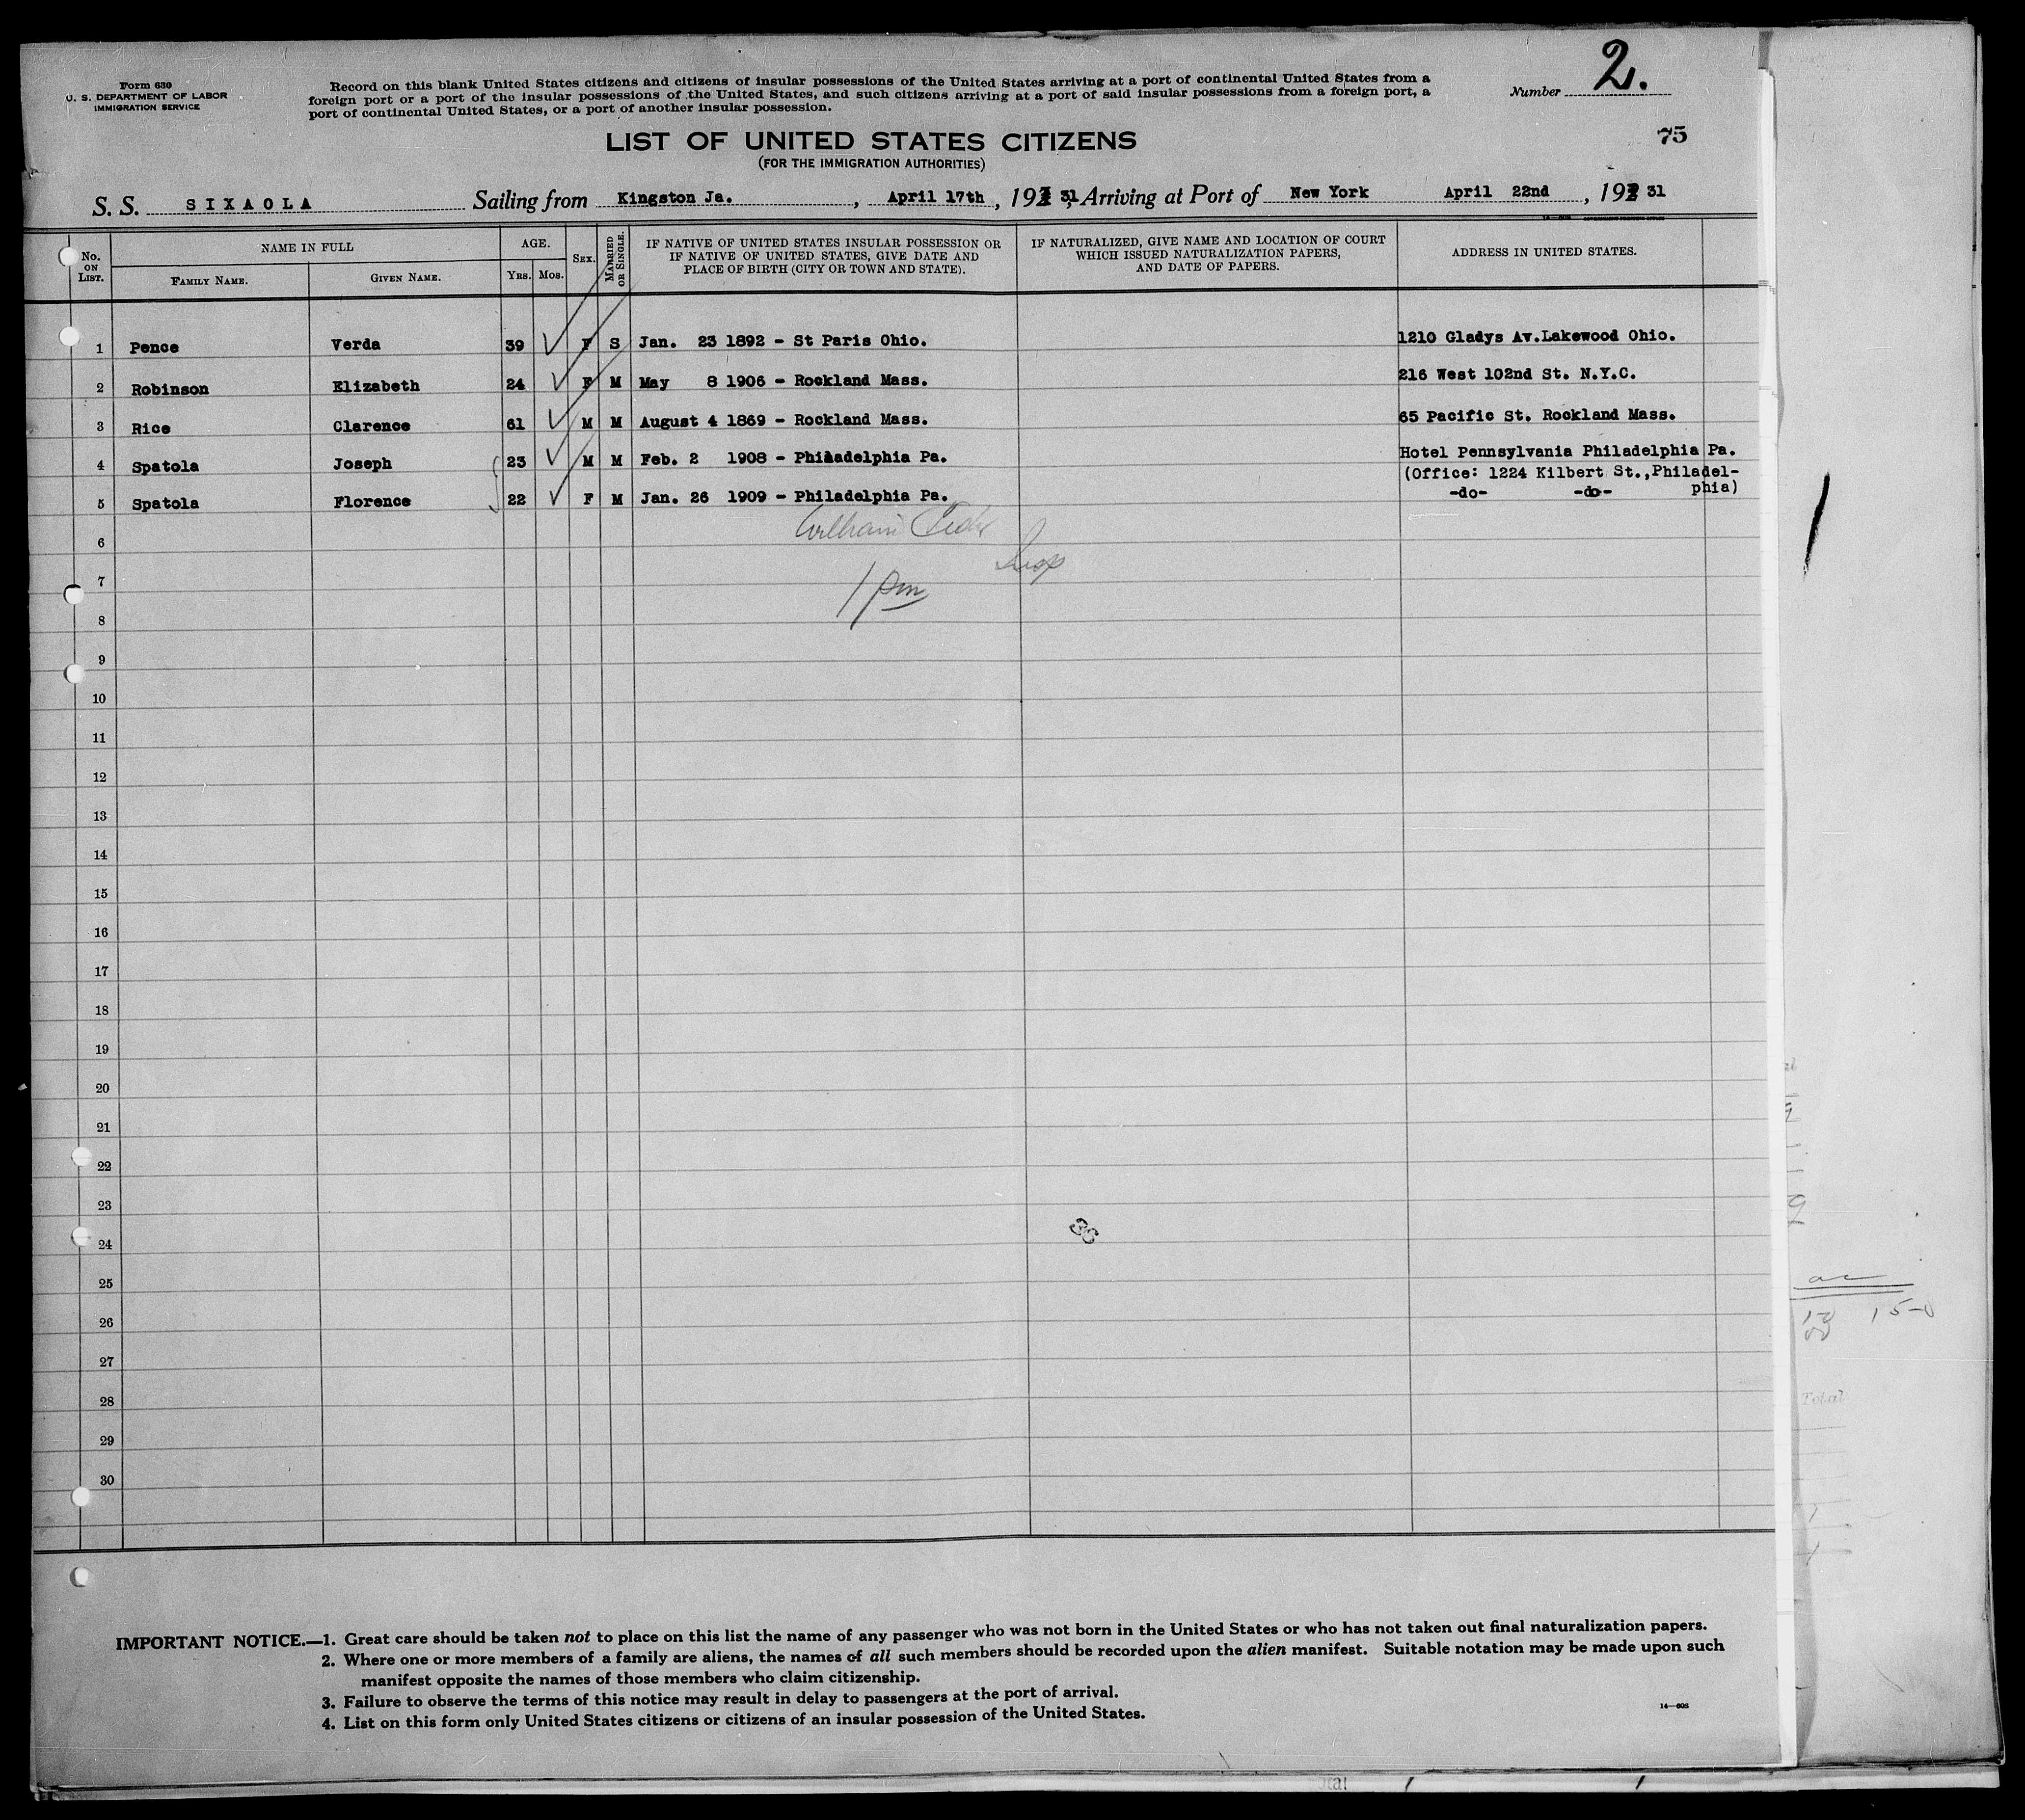 Form 630
U. S. DEPARTMENT OF LABOR
IMMIGRATION SERVICE
Record on this blank United States citizens and citizens of insular possessions of the United States arriving at a port of continental United States from a
foreign port or a port of the insular possessions of the United States, and such citizens arriving at a port of said insular possessions from a foreign port, a
port of continental United States, or a port of another insular possession.
Number 2.
LIST OF UNITED STATES CITIZENS
75
(FOR THE IMMIGRATION AUTHORITIES)
S. S. SIXAOLA Sailing from Kingston Ja. , April 17th , 192 31, Arriving at Port of New York April 22nd , 192 31
No. ON LIST. NAME IN FULL AGE. SEX. MARRIED OR SINGLE. IF NATIVE OF UNITED STATES INSULAR POSSESSION OR IF NATIVE OF UNITED STATES, GIVE DATE AND PLACE OF BIRTH (CITY OR TOWN AND STATE). IF NATURALIZED, GIVE NAME AND LOCATION OF COURT WHICH ISSUED NATURALIZATION PAPERS, AND DATE OF PAPERS. ADDRESS IN UNITED STATES.
FAMILY NAME. GIVEN NAME. YRS. MOS.
1 Pence Verda 39 F S Jan. 23 1892 - St Paris Ohio. 1210 Gladys Av.Lakewood Ohio.
2 Robinson Elizabeth 24 F M May 8 1906 - Rockland Mass. 216 West 102nd St. N.Y.C.
3 Rice Clarence 61 M M August 4 1869 - Rockland Mass. 65 Pacific St. Rockland Mass.
4 Spatola Joseph 23 M M Feb. 2 1908 - Philadelphia Pa. Hotel Pennsylvania Philadelphia Pa.
(Office: 1224 Kilbert St.,Philadel-
phia)
5 Spatola Florence 22 F M Jan. 26 1909 - Philadelphia Pa. -do- -do-
William
6
Insp
7
1 pm
8
9
10
11
12
13
14
15
16
17
18
19
20
21
22
23
36
24
25
26
27
28
29
30
Total
IMPORTANT NOTICE.—1. Great care should be taken not to place on this list the name of any passenger who was not born in the United States or who has not taken out final naturalization papers.
2. Where one or more members of a family are aliens, the names of all such members should be recorded upon the alien manifest. Suitable notation may be made upon such
manifest opposite the names of those members who claim citizenship.
3. Failure to observe the terms of this notice may result in delay to passengers at the port of arrival.
4. List on this form only United States citizens or citizens of an insular possession of the United States.
14—608